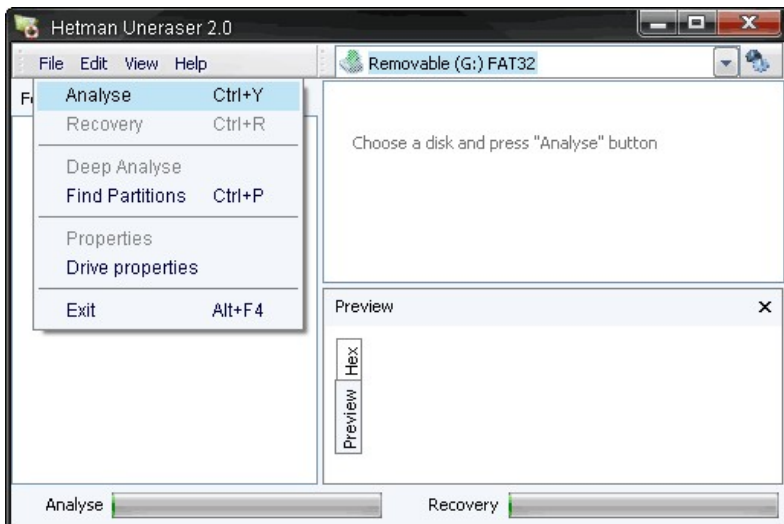 Hetman Uneraser 2.0
File Edit View Help
Removable (G:) FAT32
Analyse Ctrl+Y
Recovery Ctrl+R
Deep Analyse
Find Partitions Ctrl+P
Properties
Drive properties
Exit Alt+F4
Choose a disk and press "Analyse" button
Preview
Hex
Preview
Analyse
Recovery